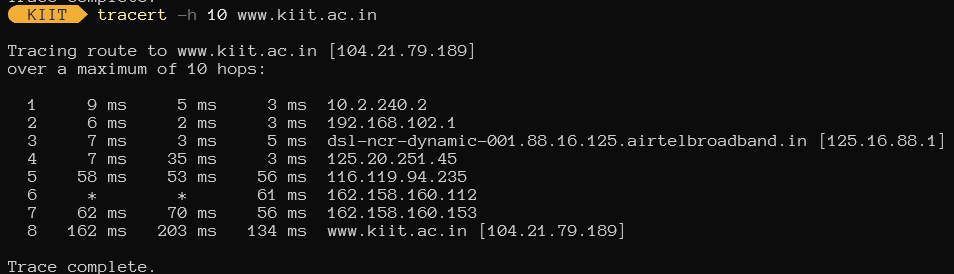 Trace complete.
KIIT tracert -h 10 www.kiit.ac.in
Tracing route to www.kiit.ac.in [104.21.79.189]
over a maximum of 10 hops:
1 9 ms 5 ms 3 ms 10.2.240.2
2 6 ms 2 ms 3 ms 192.168.102.1
3 7 ms 3 ms 5 ms dsl-ncr-dynamic-001.88.16.125.airtelbroadband.in [125.16.88.1]
4 7 ms 35 ms 3 ms 125.20.251.45
5 58 ms 53 ms 56 ms 116.119.94.235
6 * * 61 ms 162.158.160.112
7 62 ms 70 ms 56 ms 162.158.160.153
8 162 ms 203 ms 134 ms www.kiit.ac.in [104.21.79.189]
Trace complete.